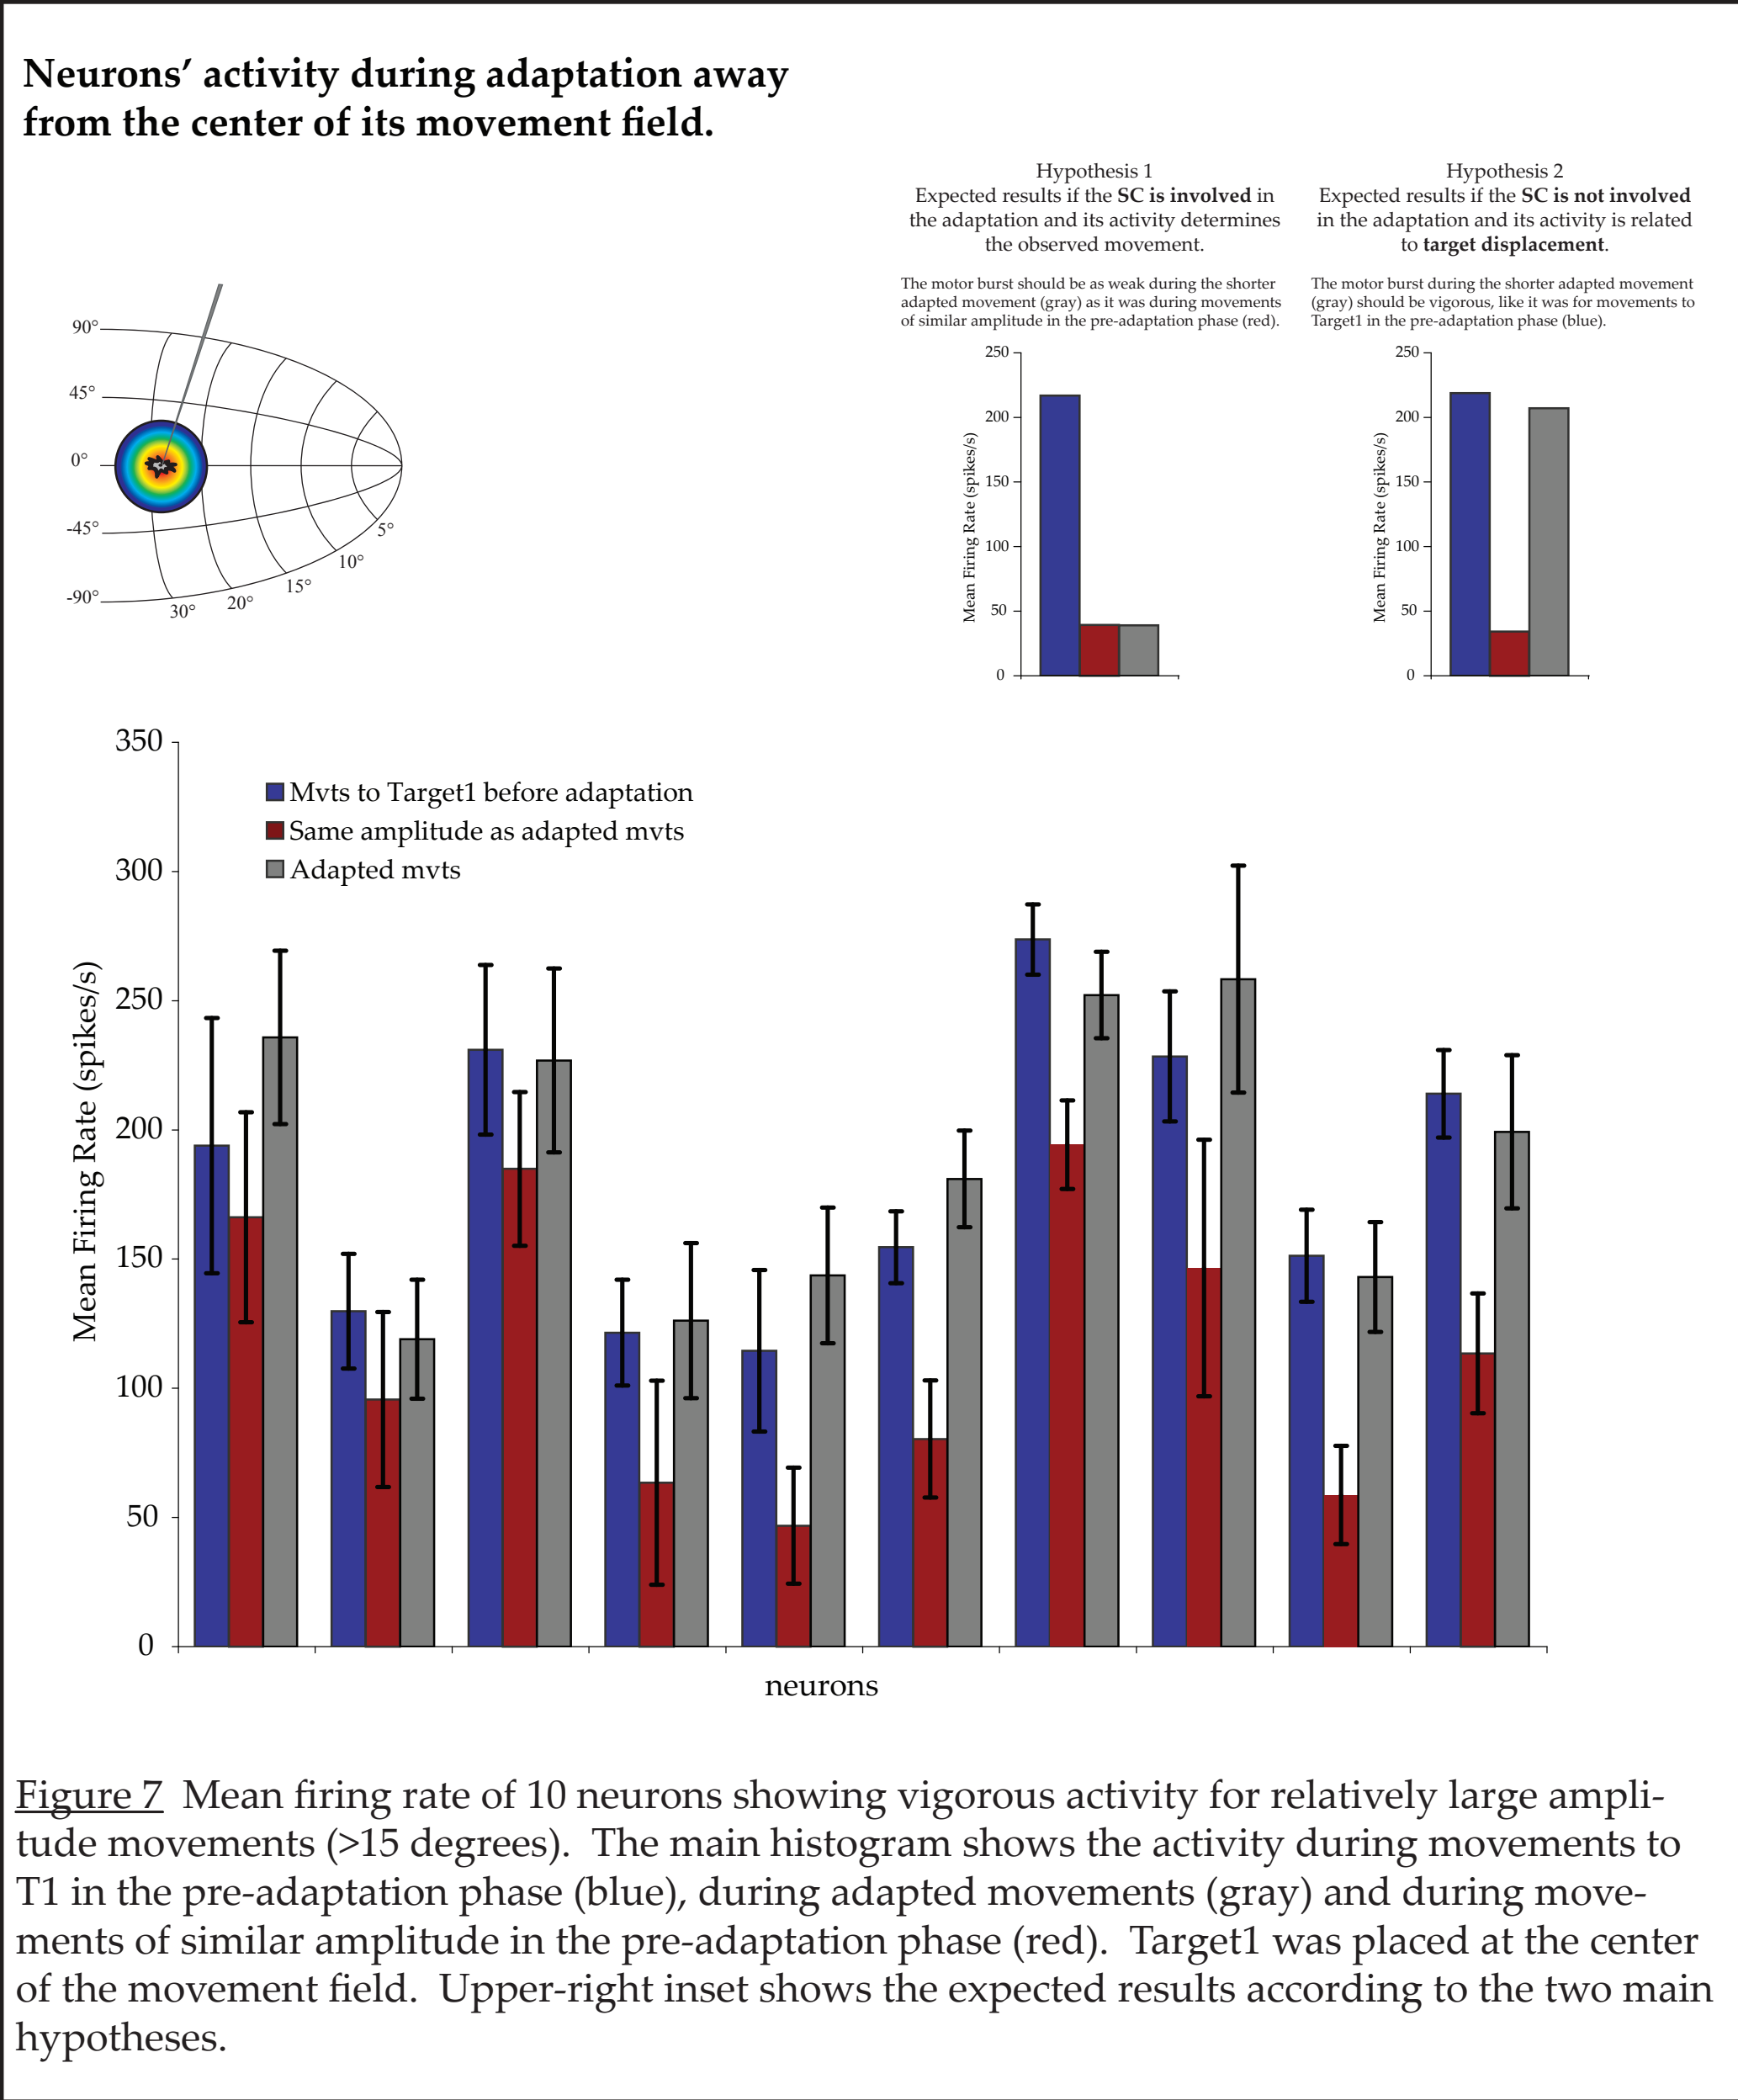 Neurons’ activity during adaptation away
from the center of its movement field.
Hypothesis 1
Expected results if the SC is involved in
the adaptation and its activity determines
the observed movement.
The motor burst should be as weak during the shorter
adapted movement (gray) as it was during movements
of similar amplitude in the pre-adaptation phase (red).
Hypothesis 2
Expected results if the SC is not involved
in the adaptation and its activity is related
to target displacement.
The motor burst during the shorter adapted movement
(gray) should be vigorous, like it was for movements to
Target1 in the pre-adaptation phase (blue).
90°
45°
0°
-45°
-90°
30°
20°
15°
10°
5°
Mean Firing Rate (spikes/s)
250
200
150
100
50
0
Mean Firing Rate (spikes/s)
250
200
150
100
50
0
Mean Firing Rate (spikes/s)
350
300
250
200
150
100
50
0
Mvts to Target1 before adaptation
Same amplitude as adapted mvts
Adapted mvts
neurons
Figure 7 Mean firing rate of 10 neurons showing vigorous activity for relatively large ampli-
tude movements (>15 degrees). The main histogram shows the activity during movements to
T1 in the pre-adaptation phase (blue), during adapted movements (gray) and during move-
ments of similar amplitude in the pre-adaptation phase (red). Target1 was placed at the center
of the movement field. Upper-right inset shows the expected results according to the two main
hypotheses.